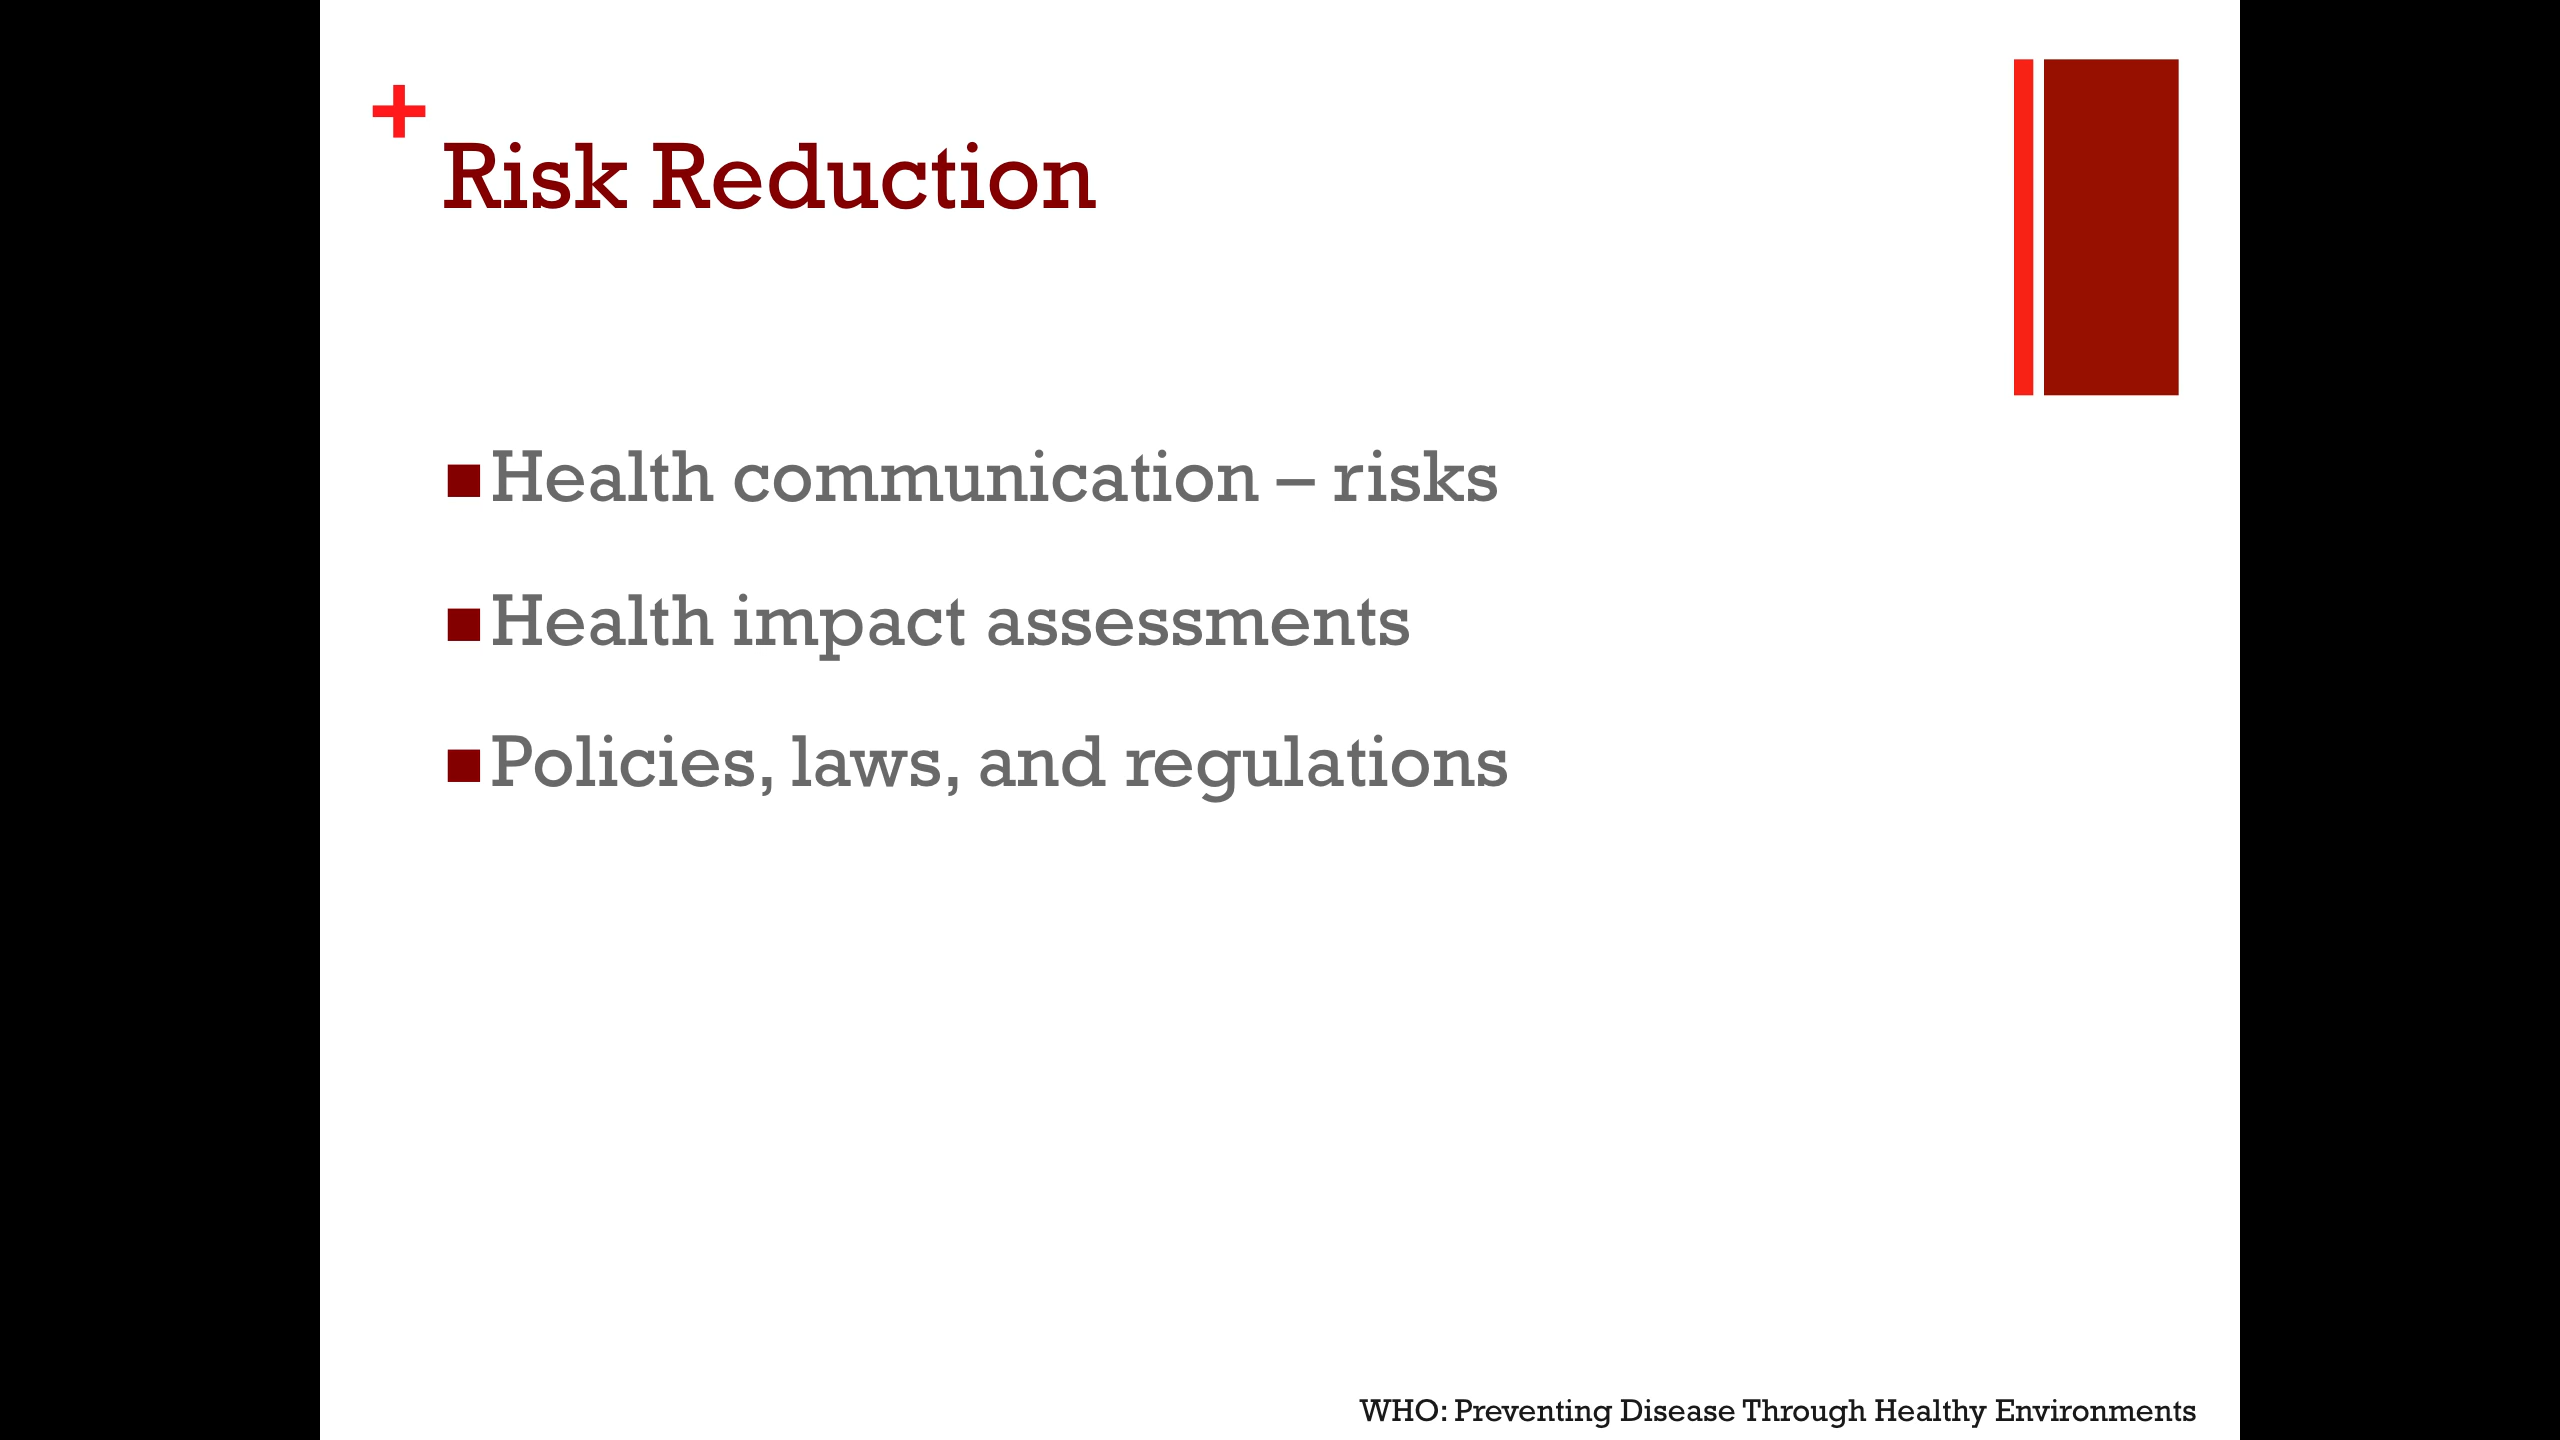 +
Risk Reduction
Health communication – risks
Health impact assessments
Policies, laws, and regulations
WHO: Preventing Disease Through Healthy Environments